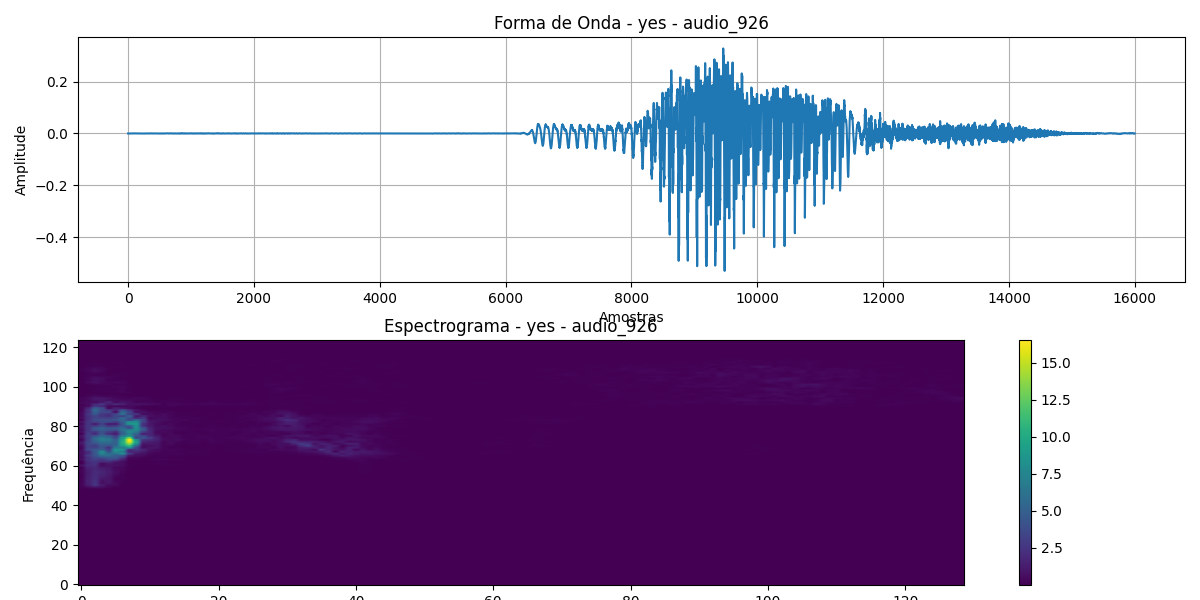 Forma de Onda - yes - audio_926
Amplitude
0.2
0.0
−0.2
−0.4
0 2000 4000 6000 8000 10000 12000 14000 16000
Amostras
Espectrograma - yes - audio_926
Frequência
120
100
80
60
40
20
0
0 20 40 60 80 100 120
15.0
12.5
10.0
7.5
5.0
2.5